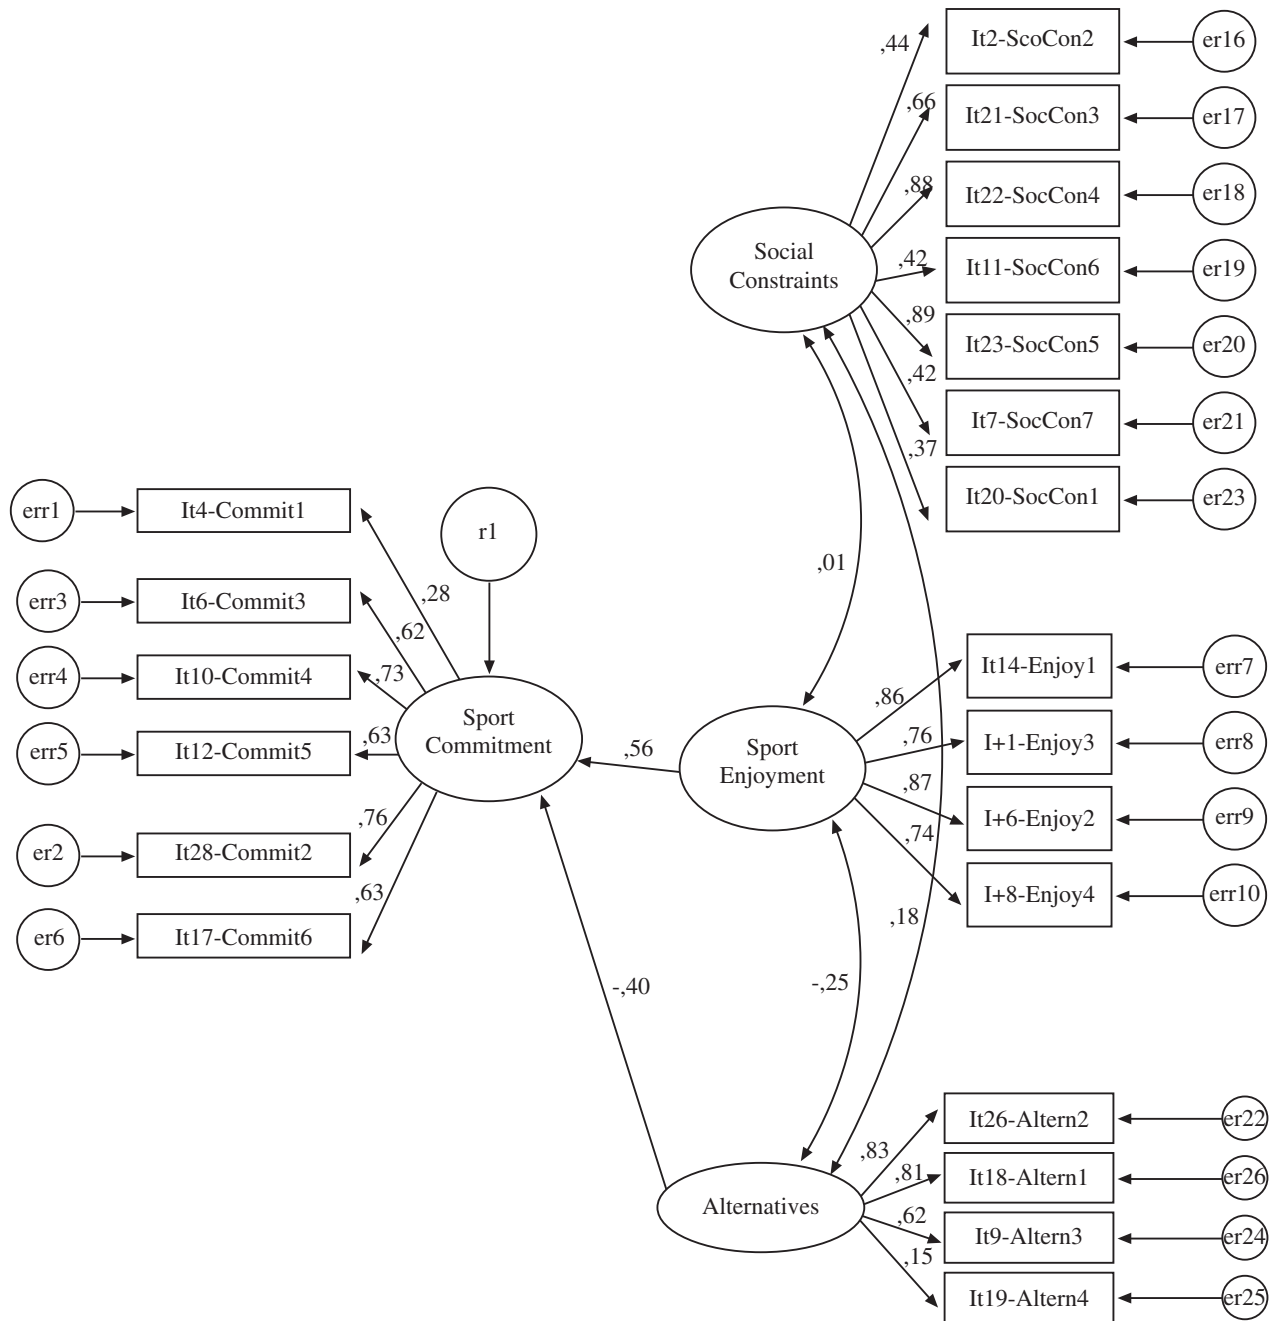 ,44
It2-ScoCon2
er16
,66
It21-SocCon3
er17
,88
It22-SocCon4
er18
Social
Constraints
,42
It11-SocCon6
er19
,89
It23-SocCon5
er20
,42
It7-SocCon7
er21
,37
It20-SocCon1
er23
err1
It4-Commit1
r1
,28
,01
err3
It6-Commit3
,62
err4
It10-Commit4
,73
err5
It12-Commit5
,63
Sport
Commitment
,56
Sport
Enjoyment
,86
It14-Enjoy1
err7
,76
I+1-Enjoy3
err8
,87
I+6-Enjoy2
err9
,74
I+8-Enjoy4
err10
er2
It28-Commit2
,76
er6
It17-Commit6
,63
,18
-,40
-,25
Alternatives
,83
It26-Altern2
er22
,81
It18-Altern1
er26
,62
It9-Altern3
er24
,15
It19-Altern4
er25